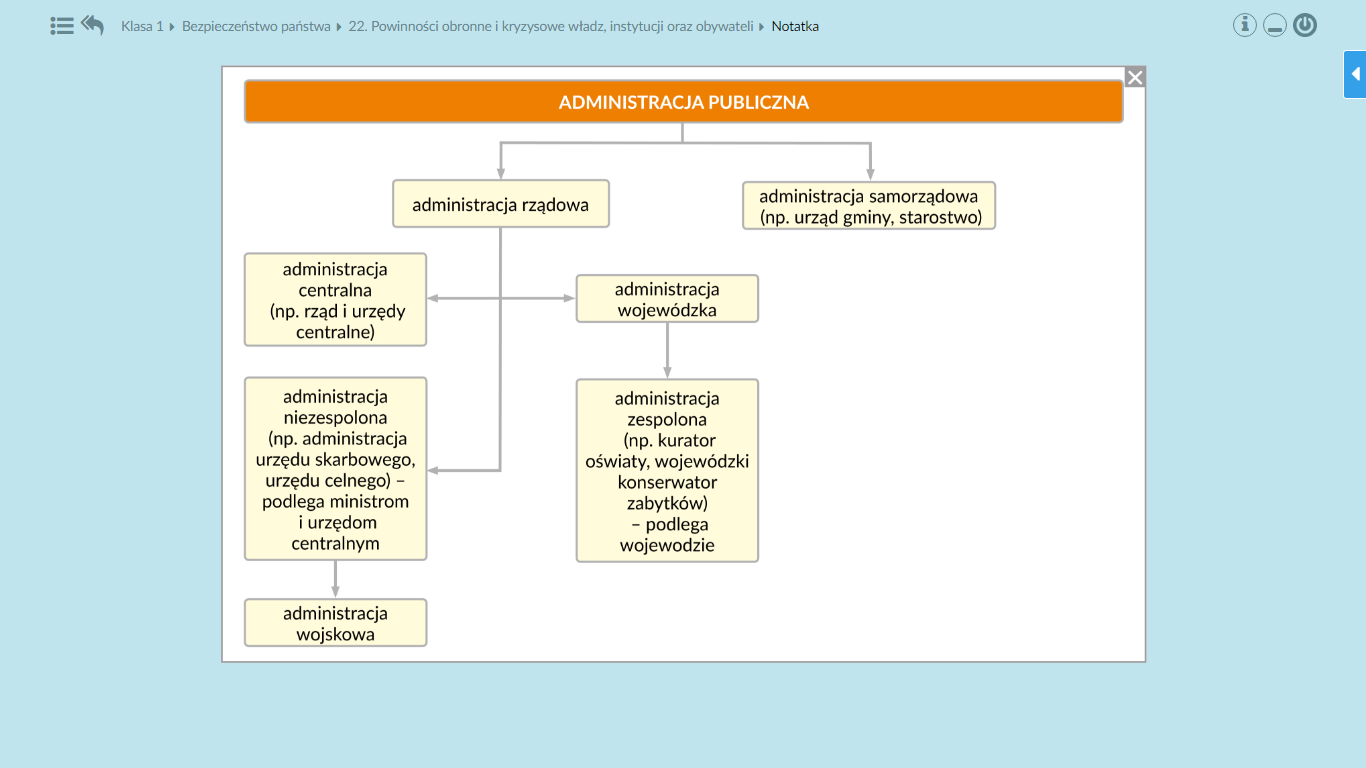 Klasa 1 Bezpieczeństwo państwa 22. Powinności obronne i kryzysowe władz, instytucji oraz obywateli Notatka
ADMINISTRACJA PUBLICZNA
administracja rządowa
administracja samorządowa
(np. urząd gminy, starostwo)
administracja
centralna
(np. rząd i urzędy
centralne)
administracja
wojewódzka
administracja
niezespolona
(np. administracja
urzędu skarbowego,
urzędu celnego) –
podlega ministrom
i urzędom
centralnym
administracja
zespolona
(np. kurator
oświaty, wojewódzki
konserwator
zabytków)
– podlega
wojewodzie
administracja
wojskowa